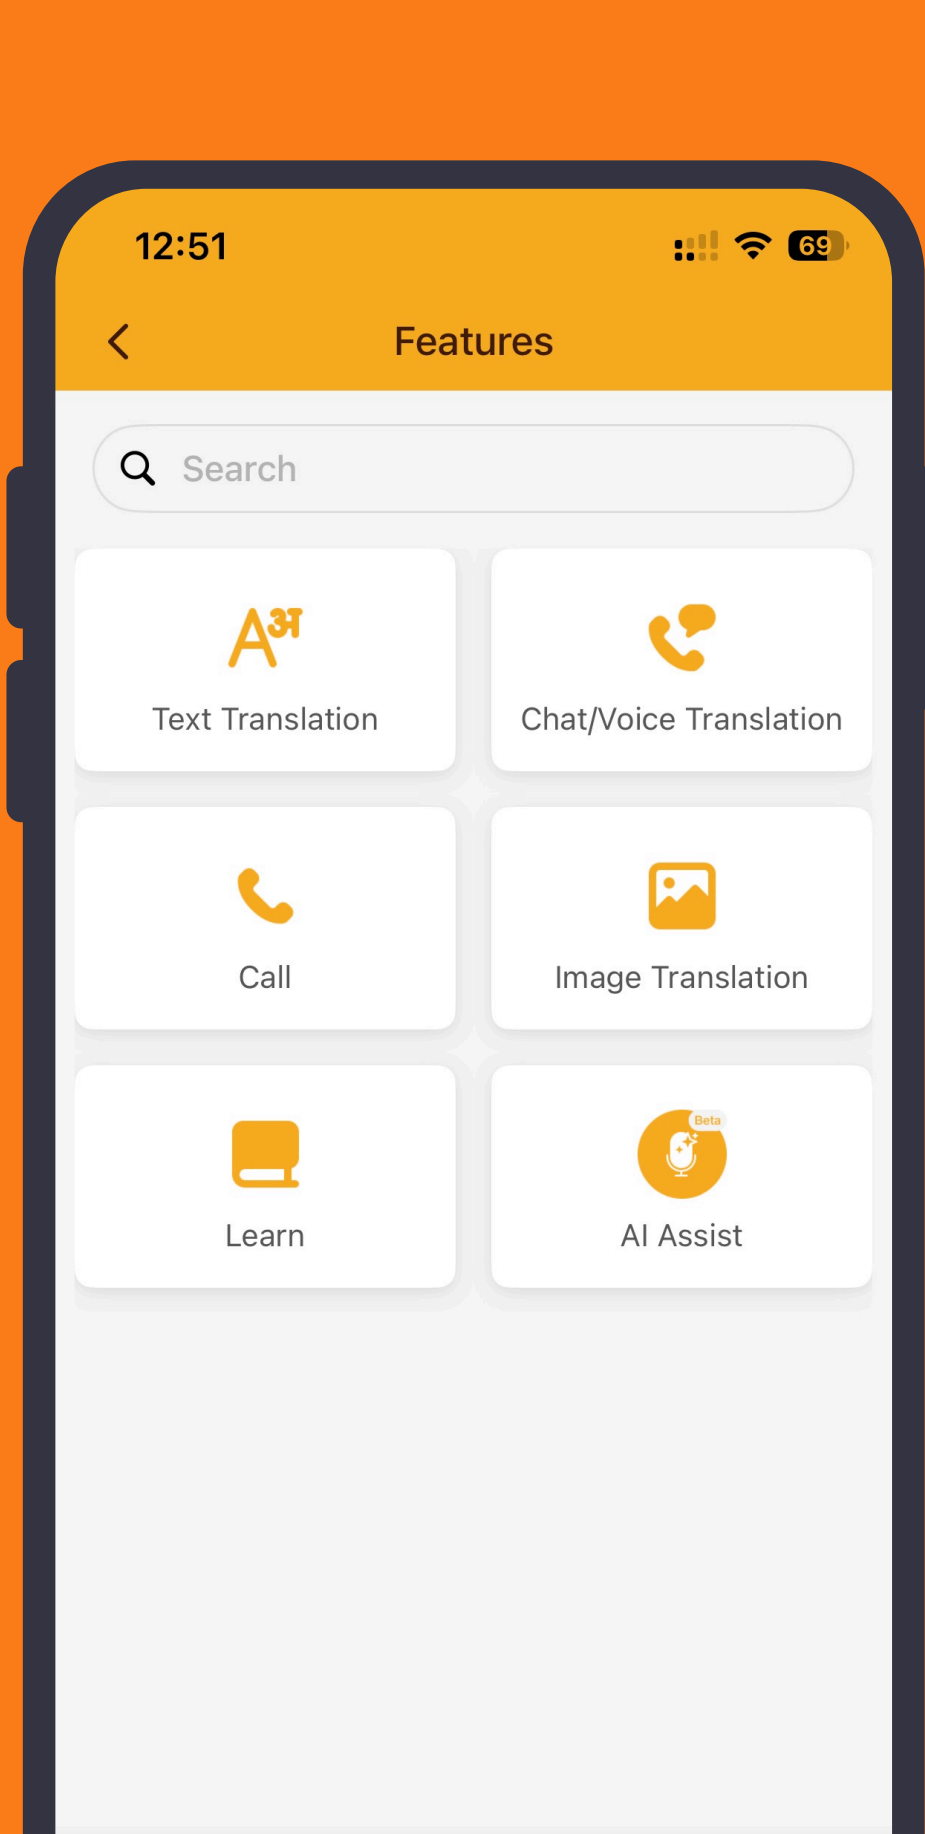 12:51
69
Features
Search
Aअ
Text Translation
Chat/Voice Translation
Call
Image Translation
Learn
Beta
AI Assist